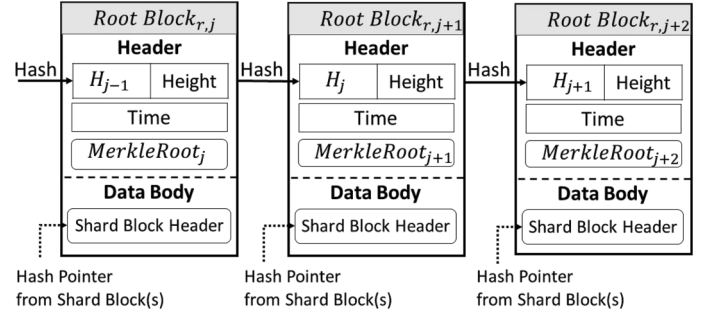 Root Block_{r,j}
Header
Hash
H_{j-1}
Height
Time
MerkleRoot_j
Data Body
Shard Block Header
Hash Pointer
from Shard Block(s)
Root Block_{r,j+1}
Header
Hash
H_j
Height
Time
MerkleRoot_{j+1}
Data Body
Shard Block Header
Hash Pointer
from Shard Block(s)
Root Block_{r,j+2}
Header
Hash
H_{j+1}
Height
Time
MerkleRoot_{j+2}
Data Body
Shard Block Header
Hash Pointer
from Shard Block(s)